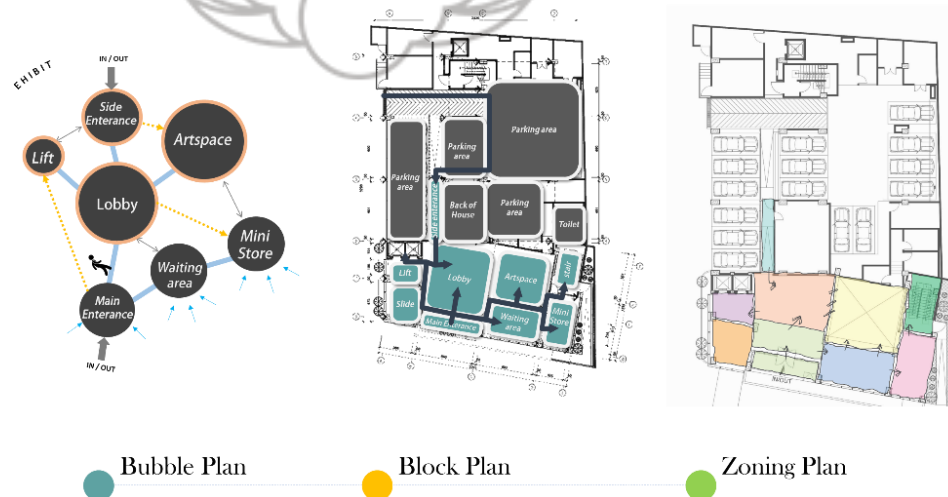 EHIBIT
IN / OUT
Side
Enterance
Artspace
Lift
Lobby
Mini
Store
Waiting
area
Main
Enterance
IN / OUT
Parking area
Parking
area
Parking
area
Side enterance
Back of
House
Parking
area
Toilet
Lift
Lobby
Artspace
Stair
Slide
Main Enterance
Waiting
area
Mini
Store
Bubble Plan
Block Plan
Zoning Plan